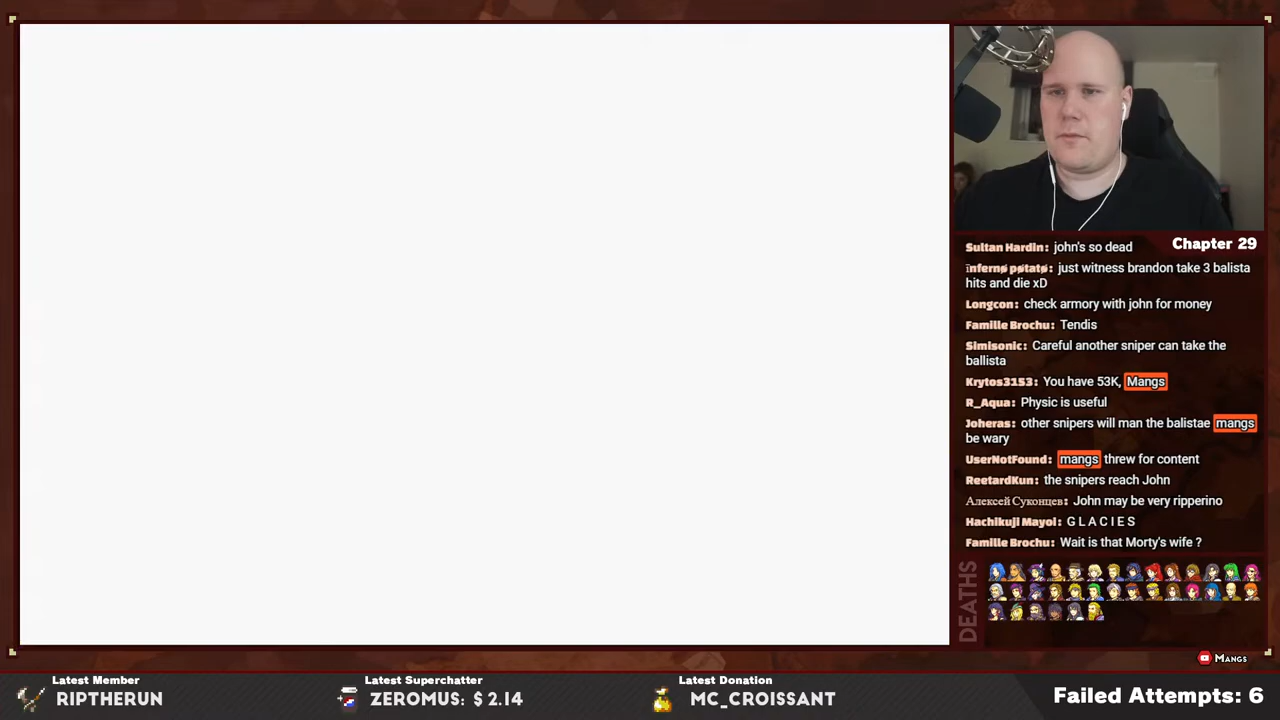 Sultan Hardin: john's so dead
Chapter 29
ïnfernø pøtatø: just witness brandon take 3 balista
hits and die xD
Longcon: check armory with john for money
Famille Brochu: Tendis
Simisonic: Careful another sniper can take the
ballista
Krytos3153: You have 53K, Mangs
R_Aqua: Physic is useful
Joheras: other snipers will man the balistae mangs
be wary
UserNotFound: mangs threw for content
ReetardKun: the snipers reach John
Алексей Суконцев: John may be very ripperino
Hachikuji Mayoi: G L A C I E S
Famille Brochu: Wait is that Morty's wife ?
DEATHS
Mangs
Latest Member
RIPTHERUN
Latest Superchatter
ZEROMUS: $ 2.14
Latest Donation
MC_CROISSANT
Failed Attempts: 6